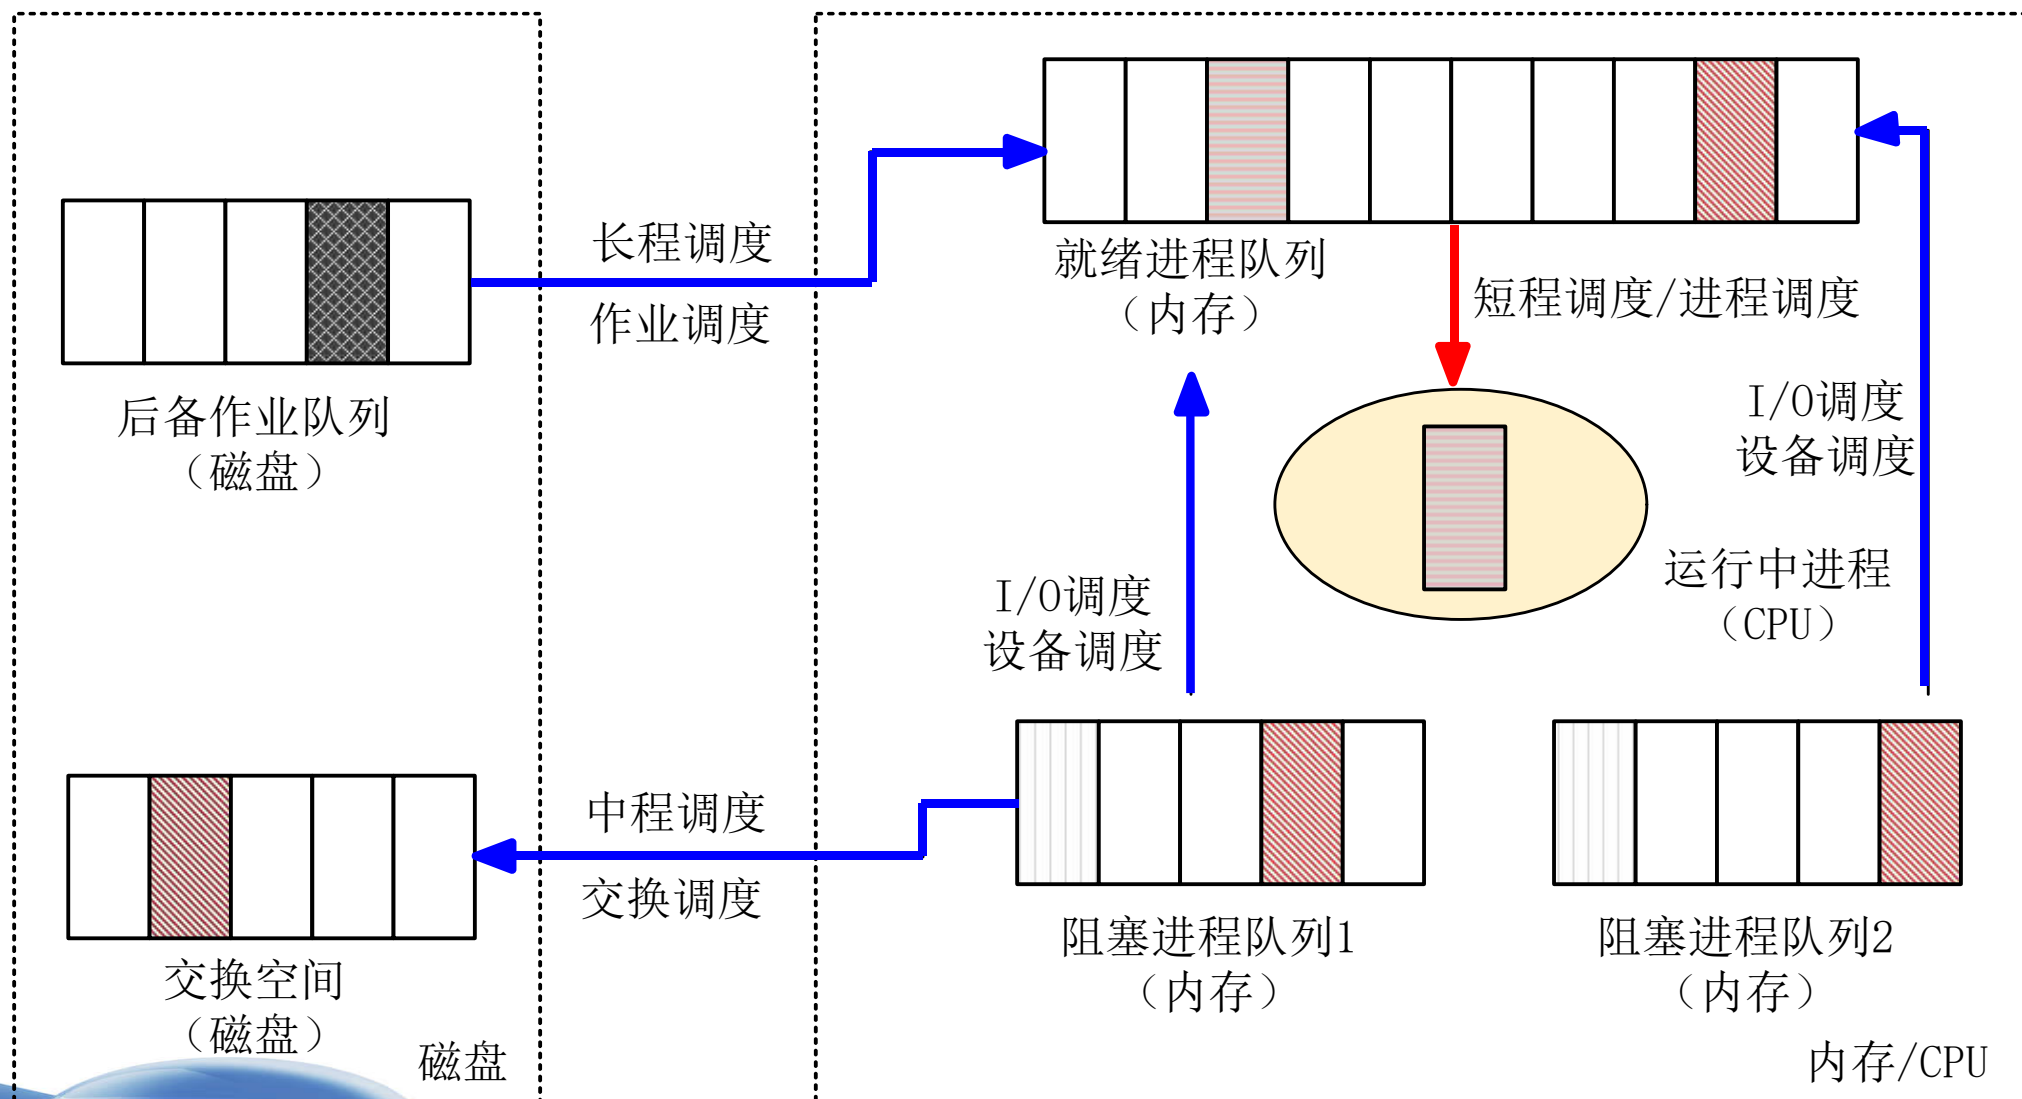 长程调度
作业调度
后备作业队列
（磁盘）
就绪进程队列
（内存）
短程调度/进程调度
I/O调度
设备调度
运行中进程
（CPU）
I/O调度
设备调度
中程调度
交换调度
交换空间
（磁盘）
磁盘
阻塞进程队列1
（内存）
阻塞进程队列2
（内存）
内存/CPU